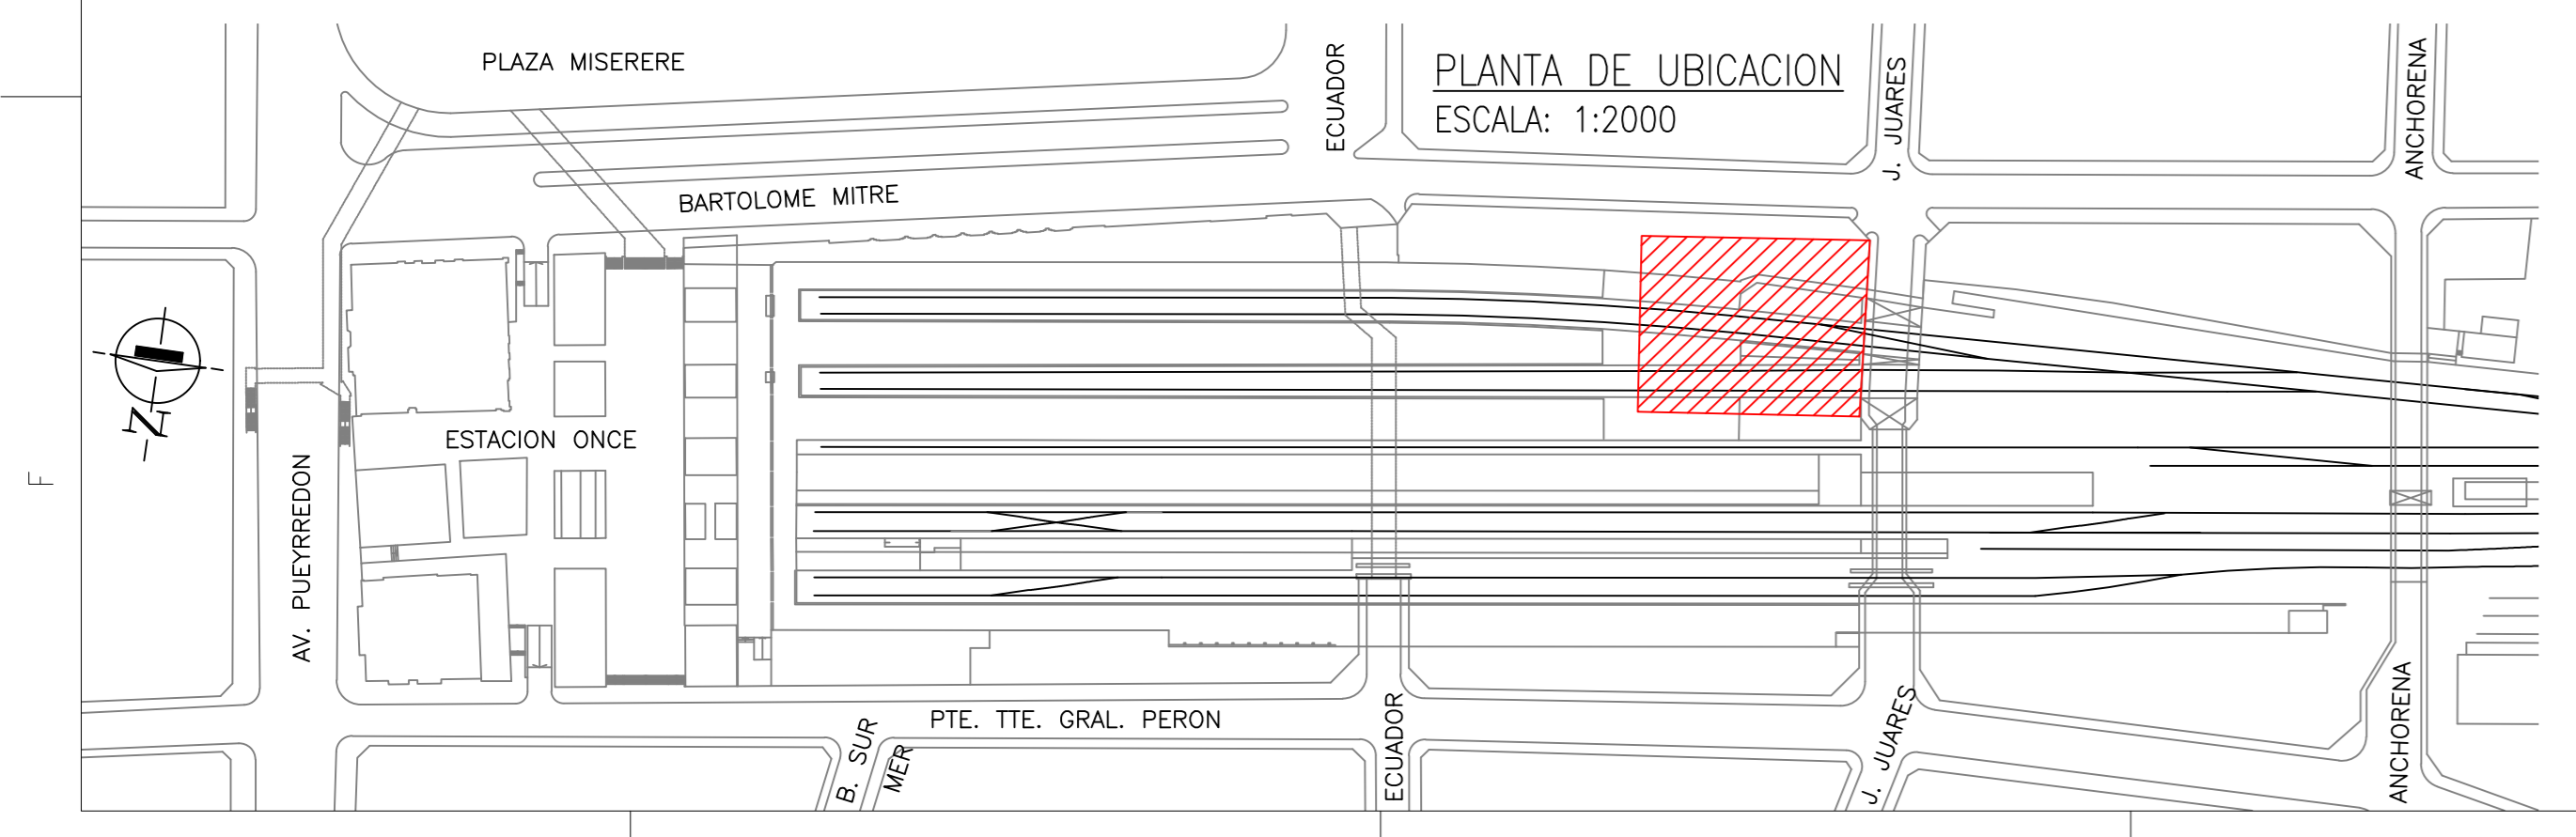 PLAZA MISERERE
ECUADOR
PLANTA DE UBICACION
ESCALA: 1:2000
J. JUARES
ANCHORENA
BARTOLOME MITRE
N
ESTACION ONCE
F
AV. PUEYRREDON
PTE. TTE. GRAL. PERON
B. SUR
MER
ECUADOR
J. JUARES
ANCHORENA